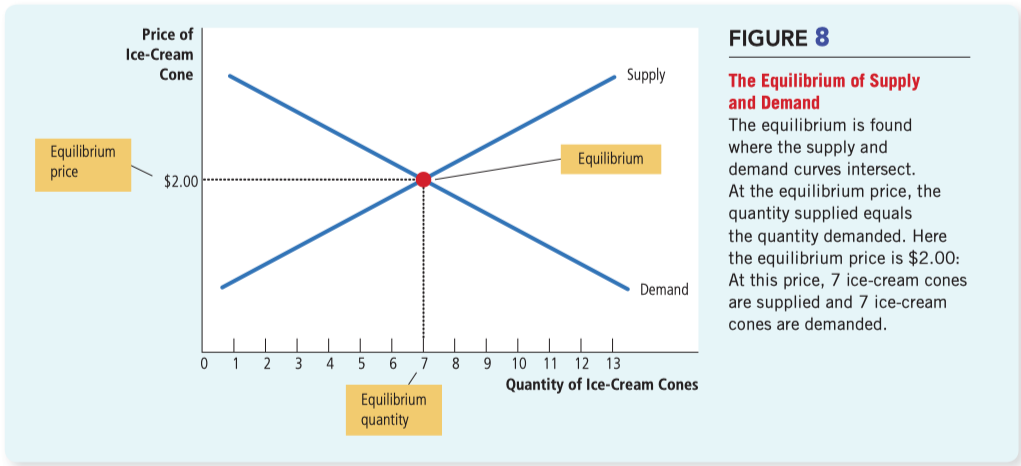 Price of
Ice-Cream
Cone
Supply
Equilibrium
price
Equilibrium
$2.00
Demand
0 1 2 3 4 5 6 7 8 9 10 11 12 13
Quantity of Ice-Cream Cones
Equilibrium
quantity
FIGURE 8
The Equilibrium of Supply
and Demand
The equilibrium is found
where the supply and
demand curves intersect.
At the equilibrium price, the
quantity supplied equals
the quantity demanded. Here
the equilibrium price is $2.00:
At this price, 7 ice-cream cones
are supplied and 7 ice-cream
cones are demanded.